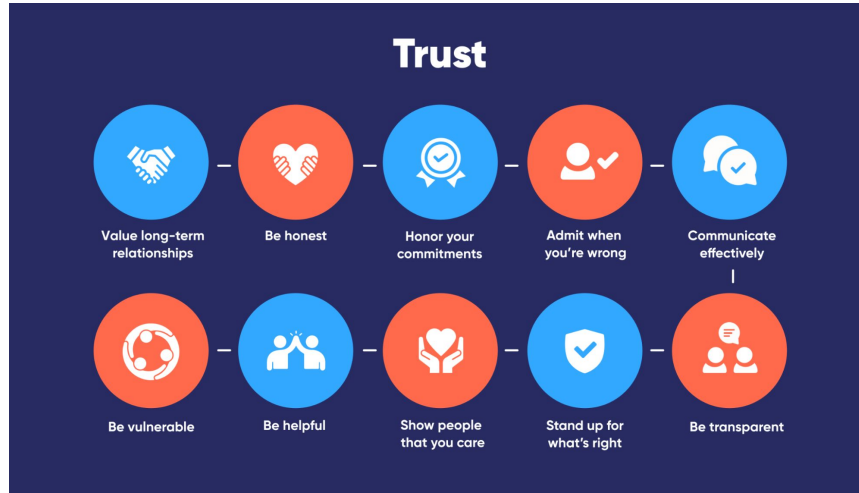 Trust
Value long-term
relationships
Be honest
Honor your
commitments
Admit when
you're wrong
Communicate
effectively
Be vulnerable
Be helpful
Show people
that you care
Stand up for
what's right
Be transparent